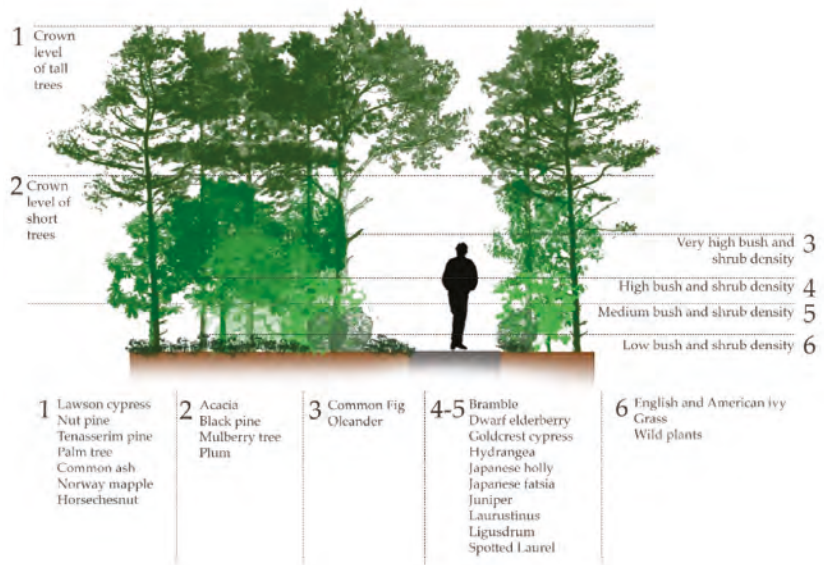 1 Crown
level
of tall
trees
2 Crown
level of
short
trees
Very high bush and 3
shrub density
High bush and shrub density 4
Medium bush and shrub density 5
Low bush and shrub density 6
1 Lawson cypress
Nut pine
Tenasserim pine
Palm tree
Common ash
Norway mapple
Horsechesnut
2 Acacia
Black pine
Mulberry tree
Plum
3 Common Fig
Oleander
4-5 Bramble
Dwarf elderberry
Goldcrest cypress
Hydrangea
Japanese holly
Japanese fatsia
Juniper
Laurustinus
Ligusdrum
Spotted Laurel
6 English and American ivy
Grass
Wild plants